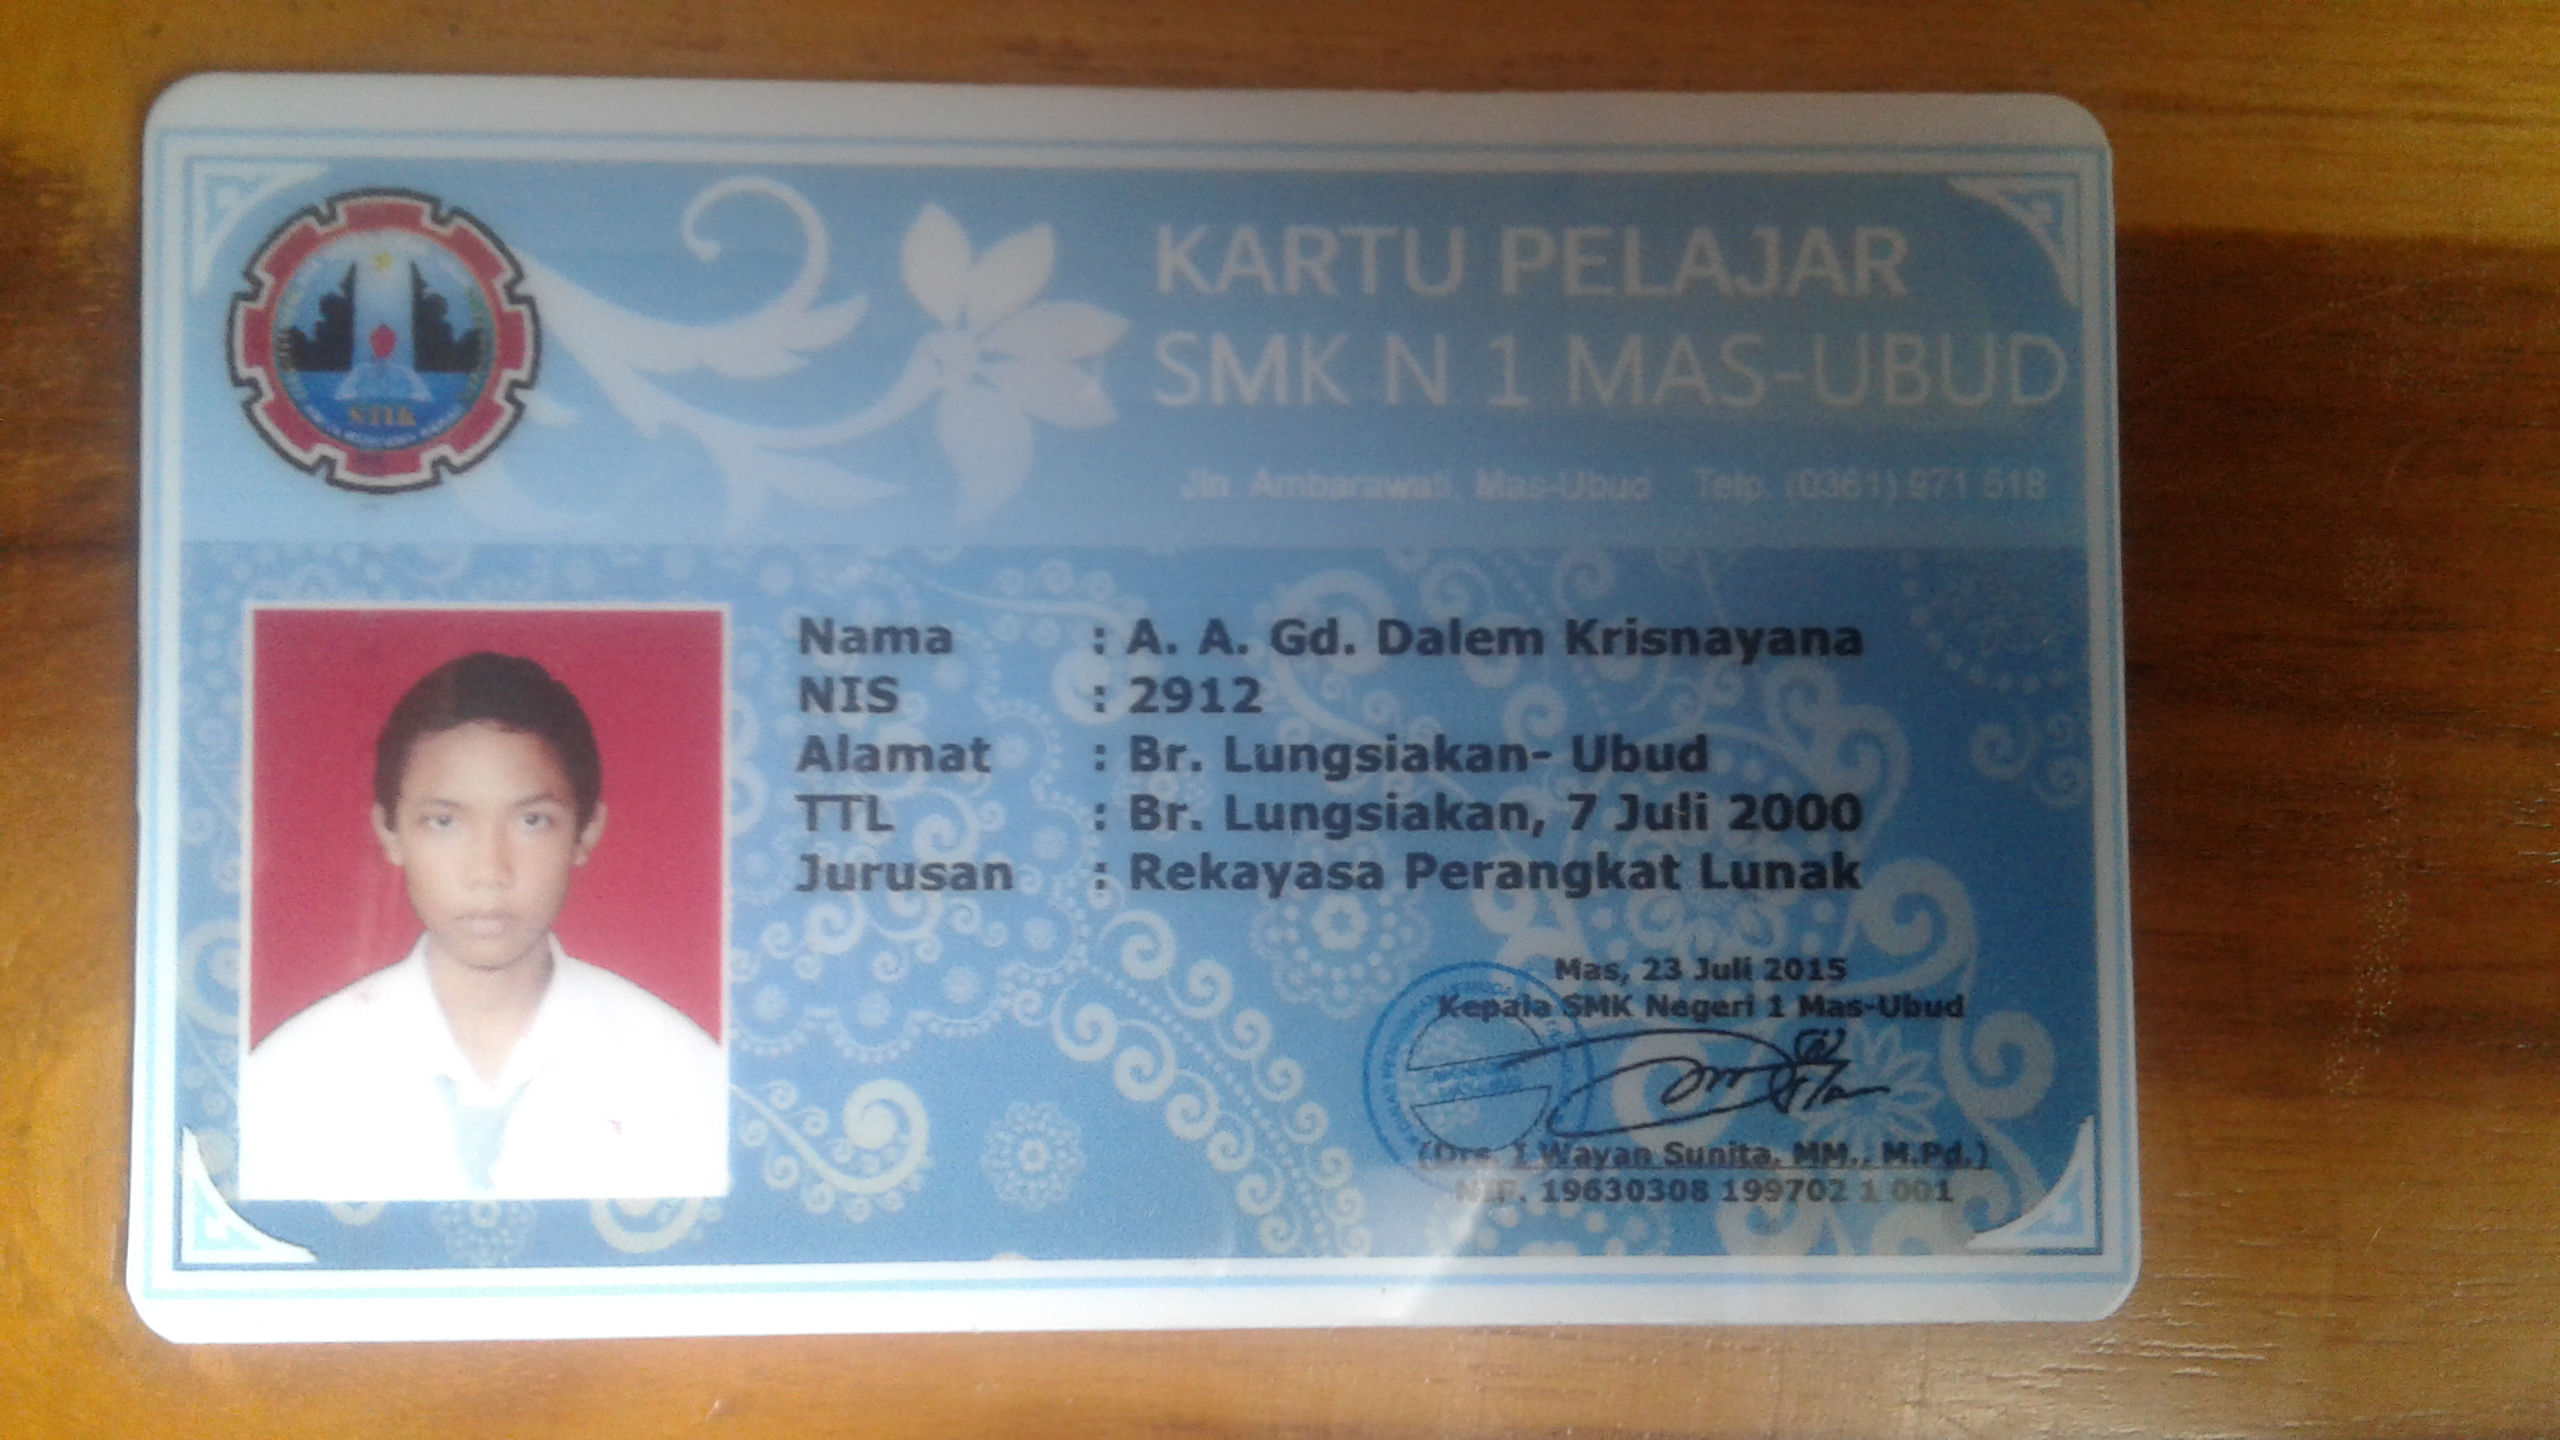 KARTU PELAJAR
SMK N 1 MAS-UBUD
Jln. Ambarawati, Mas-Ubud Telp. (0361) 971 518
Nama : A. A. Gd. Dalem Krisnayana
NIS : 2912
Alamat : Br. Lungsiakan- Ubud
TTL : Br. Lungsiakan, 7 Juli 2000
Jurusan : Rekayasa Perangkat Lunak
Mas, 23 Juli 2015
Kepala SMK Negeri 1 Mas-Ubud
(Drs. I Wayan Sunita, MM., M.Pd.)
NIP. 19630308 199702 1 001